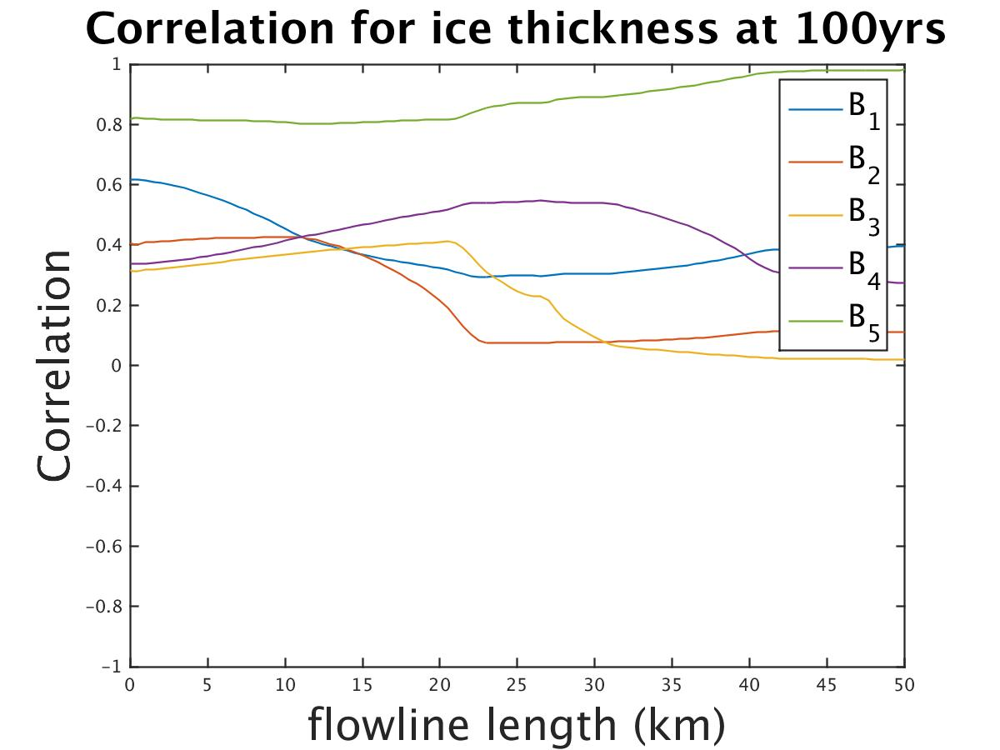 Correlation for ice thickness at 100yrs
1
0.8
0.6
0.4
0.2
0
−0.2
−0.4
−0.6
−0.8
−1
Correlation
B1
B2
B3
B4
B5
0 5 10 15 20 25 30 35 40 45 50
flowline length (km)